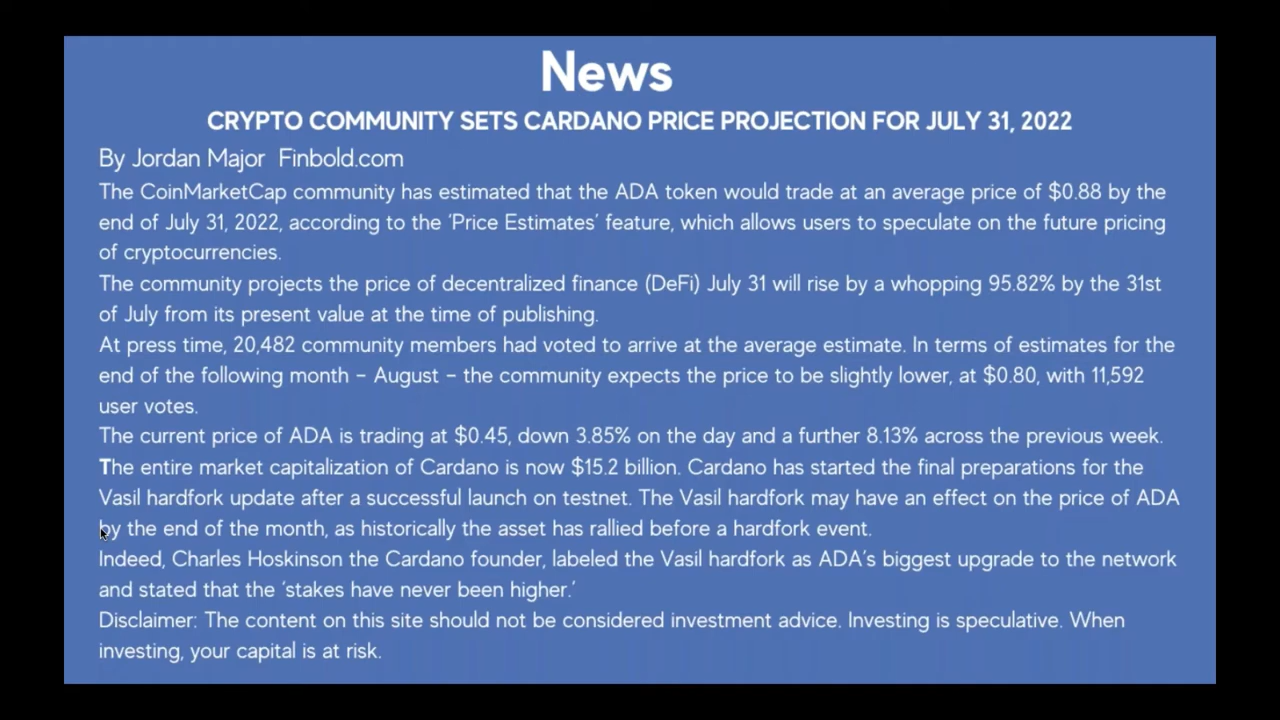 News
CRYPTO COMMUNITY SETS CARDANO PRICE PROJECTION FOR JULY 31, 2022
By Jordan Major  Finbold.com
The CoinMarketCap community has estimated that the ADA token would trade at an average price of $0.88 by the
end of July 31, 2022, according to the ‘Price Estimates’ feature, which allows users to speculate on the future pricing
of cryptocurrencies.
The community projects the price of decentralized finance (DeFi) July 31 will rise by a whopping 95.82% by the 31st
of July from its present value at the time of publishing.
At press time, 20,482 community members had voted to arrive at the average estimate. In terms of estimates for the
end of the following month – August – the community expects the price to be slightly lower, at $0.80, with 11,592
user votes.
The current price of ADA is trading at $0.45, down 3.85% on the day and a further 8.13% across the previous week.
The entire market capitalization of Cardano is now $15.2 billion. Cardano has started the final preparations for the
Vasil hardfork update after a successful launch on testnet. The Vasil hardfork may have an effect on the price of ADA
by the end of the month, as historically the asset has rallied before a hardfork event.
Indeed, Charles Hoskinson the Cardano founder, labeled the Vasil hardfork as ADA’s biggest upgrade to the network
and stated that the ‘stakes have never been higher.’
Disclaimer: The content on this site should not be considered investment advice. Investing is speculative. When
investing, your capital is at risk.